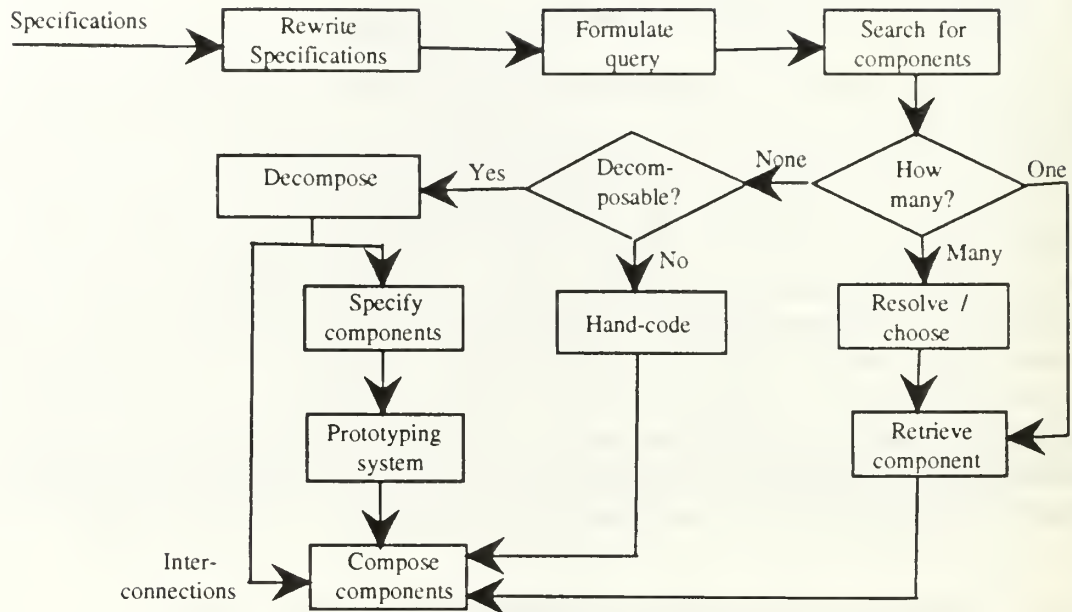 Specifications
Rewrite
Specifications
Formulate
query
Search for
components
Decompose
Yes
Decom-
posable?
None
How
many?
One
No
Many
Specify
components
Hand-code
Resolve /
choose
Prototyping
system
Retrieve
component
Inter-
connections
Compose
components